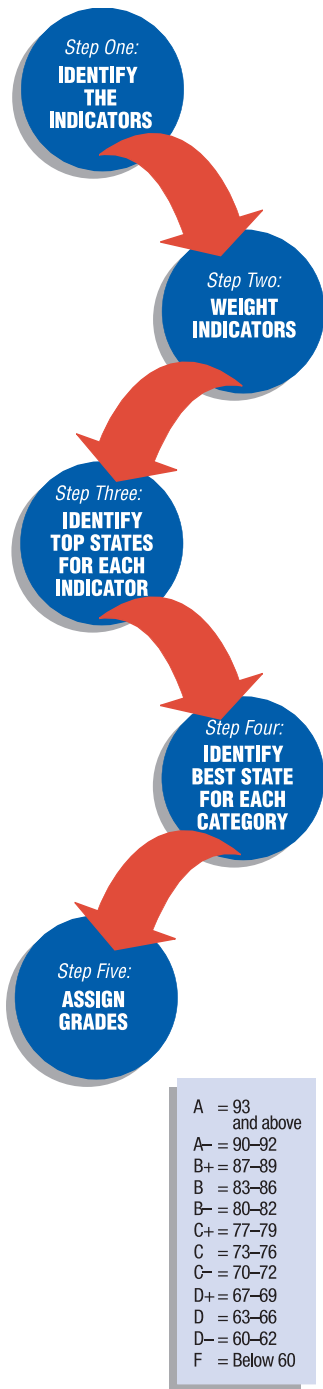 Step One:
IDENTIFY
THE
INDICATORS
Step Two:
WEIGHT
INDICATORS
Step Three:
IDENTIFY
TOP STATES
FOR EACH
INDICATOR
Step Four:
IDENTIFY
BEST STATE
FOR EACH
CATEGORY
Step Five:
ASSIGN
GRADES
A = 93
and above
A– = 90–92
B+ = 87–89
B = 83–86
B– = 80–82
C+ = 77–79
C = 73–76
C– = 70–72
D+ = 67–69
D = 63–66
D– = 60–62
F = Below 60